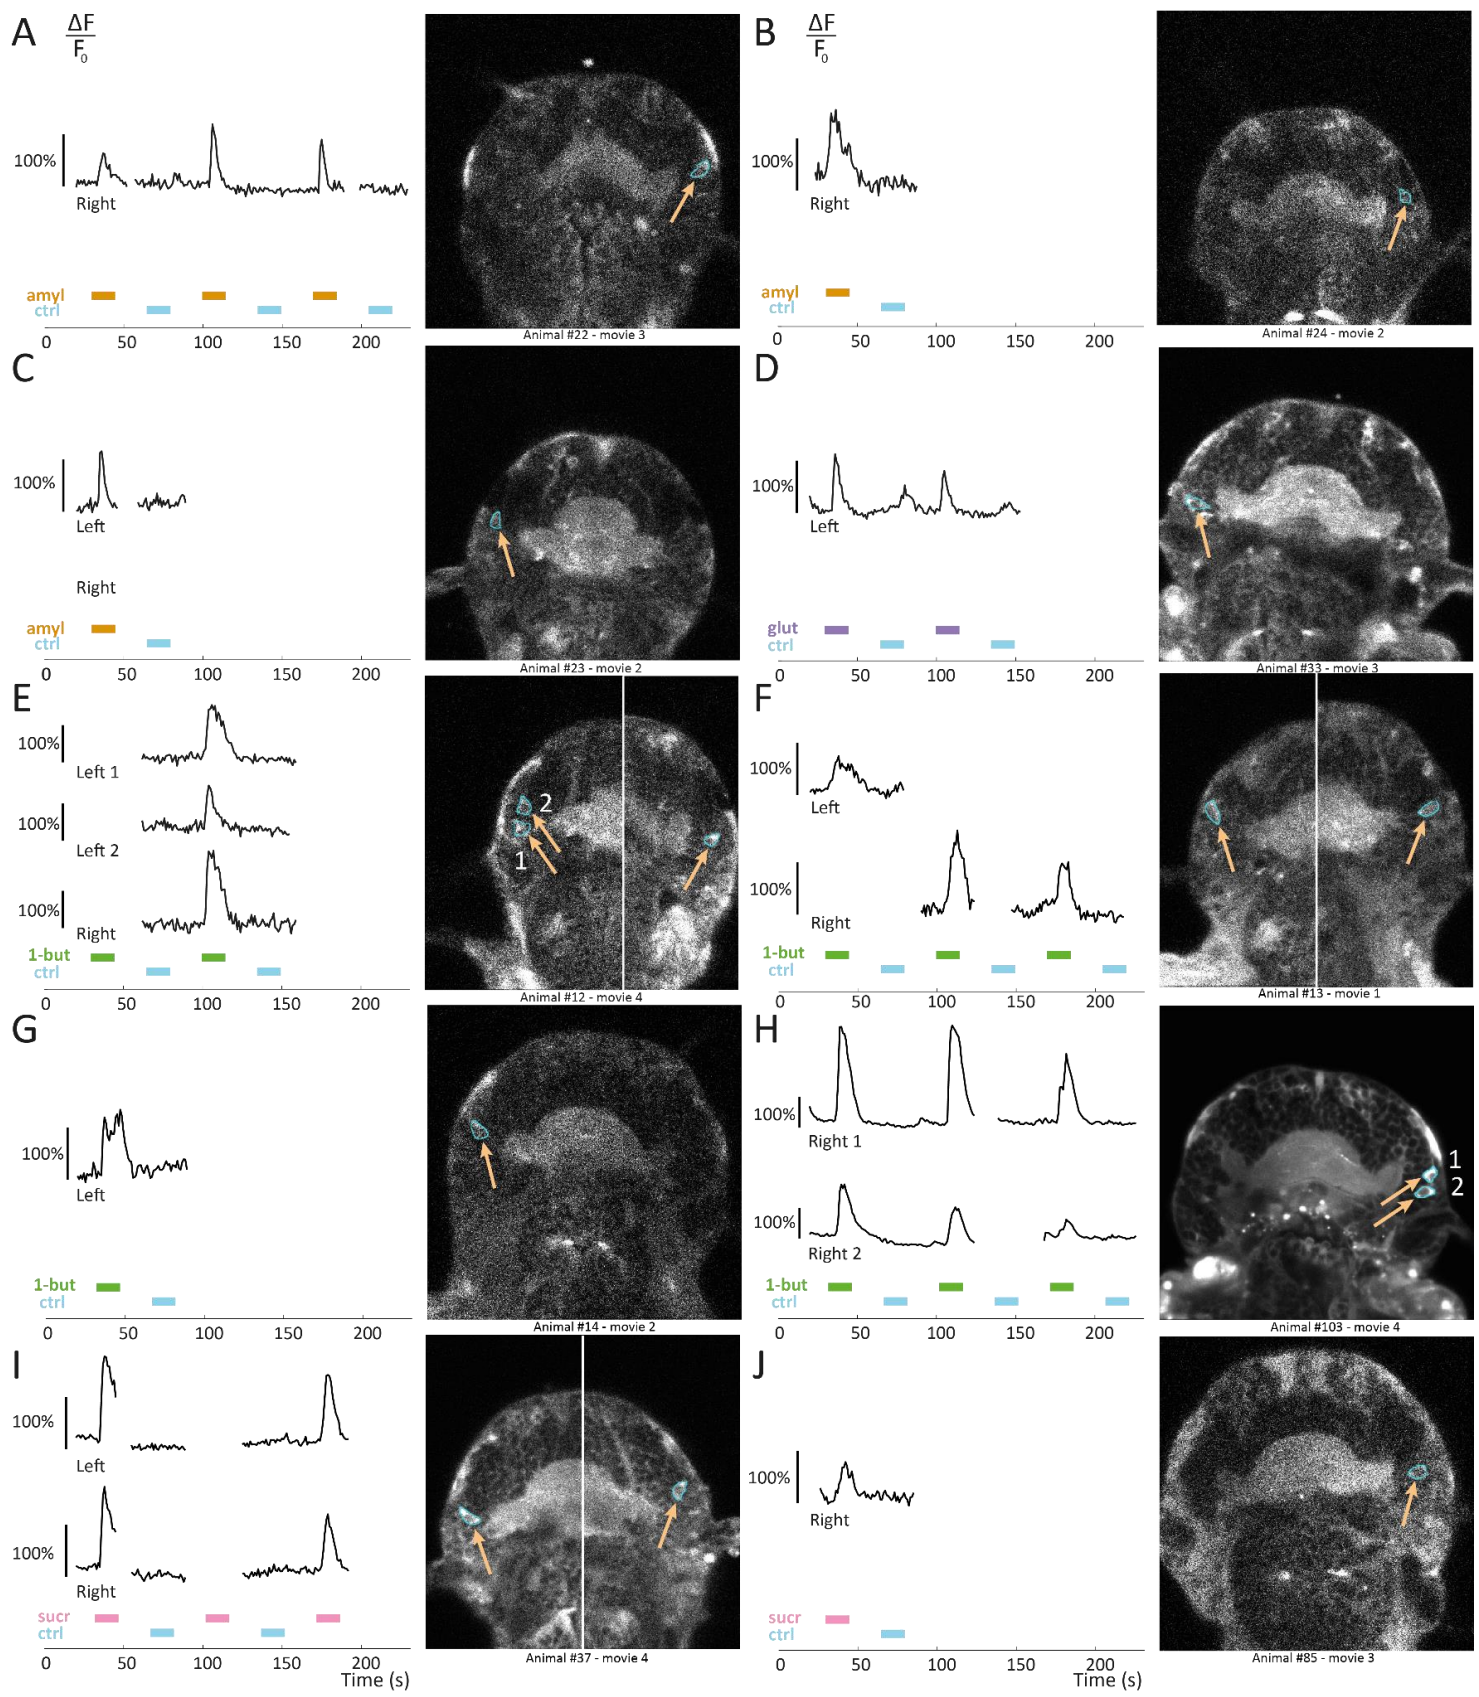 A
ΔF
F0
100%
Right
amyl
ctrl
0 50 100 150 200
Animal #22 - movie 3
B
ΔF
F0
100%
Right
amyl
ctrl
0 50 100 150 200
Animal #24 - movie 2
C
100%
Left
Right
amyl
ctrl
0 50 100 150 200
Animal #23 - movie 2
D
100%
Left
glut
ctrl
0 50 100 150 200
Animal #33 - movie 3
E
100%
Left 1
100%
Left 2
100%
Right
1-but
ctrl
0 50 100 150 200
2
1
Animal #12 - movie 4
F
100%
Left
100%
Right
1-but
ctrl
0 50 100 150 200
Animal #13 - movie 1
G
100%
Left
1-but
ctrl
0 50 100 150 200
Animal #14 - movie 2
H
100%
Right 1
100%
Right 2
1-but
ctrl
0 50 100 150 200
1
2
Animal #103 - movie 4
I
100%
Left
100%
Right
sucr
ctrl
0 50 100 150 200
Time (s)
Animal #37 - movie 4
J
100%
Right
sucr
ctrl
0 50 100 150 200
Time (s)
Animal #85 - movie 3